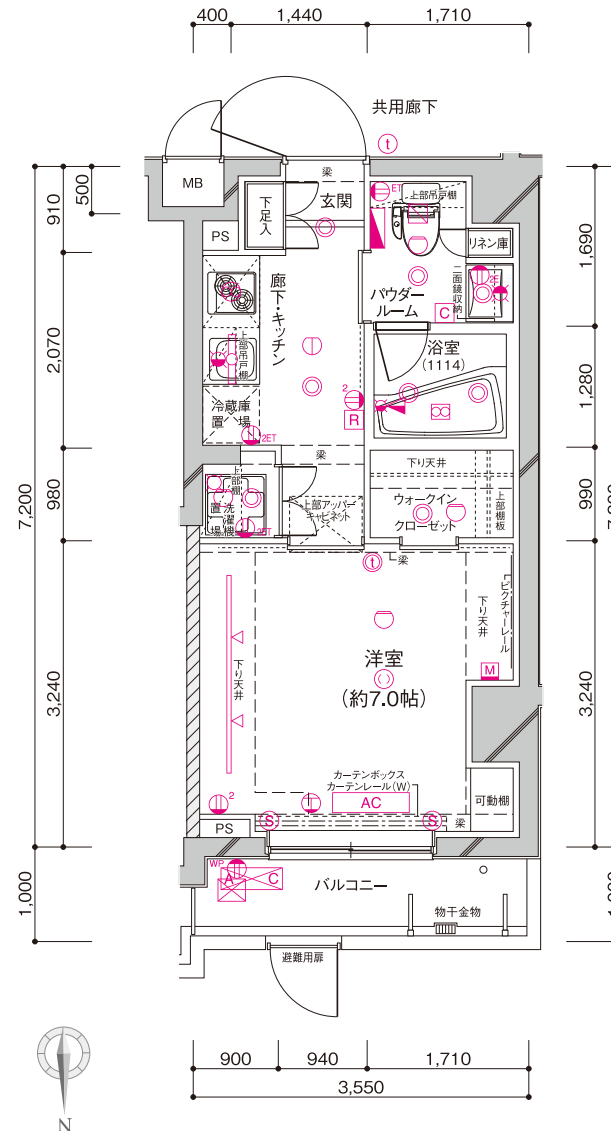 400
1,440
1,710
共用廊下
t
MB
梁
玄関
下足入
PS
ET
上部吊戸棚
リネン庫
二面鏡収納
2E
パウダールーム
C
廊下・キッチン
上部吊戸棚
浴室
(1114)
冷蔵庫置場
2
R
2ET
梁
下り天井
上部棚
洗濯機置場
2ET
上部アッパーキャビネット
ウォークイン
クローゼット
上部棚板
t
梁
ピクチャーレール
下り天井
下り天井
洋室
(約7.0帖)
M
カーテンボックス
カーテンレール(W)
AC
可動棚
2
S
S
梁
PS
WP
A
C
バルコニー
物干金物
避難用扉
500
910
2,070
980
3,240
7,200
1,000
1,690
1,280
990
3,240
900
940
1,710
3,550
N